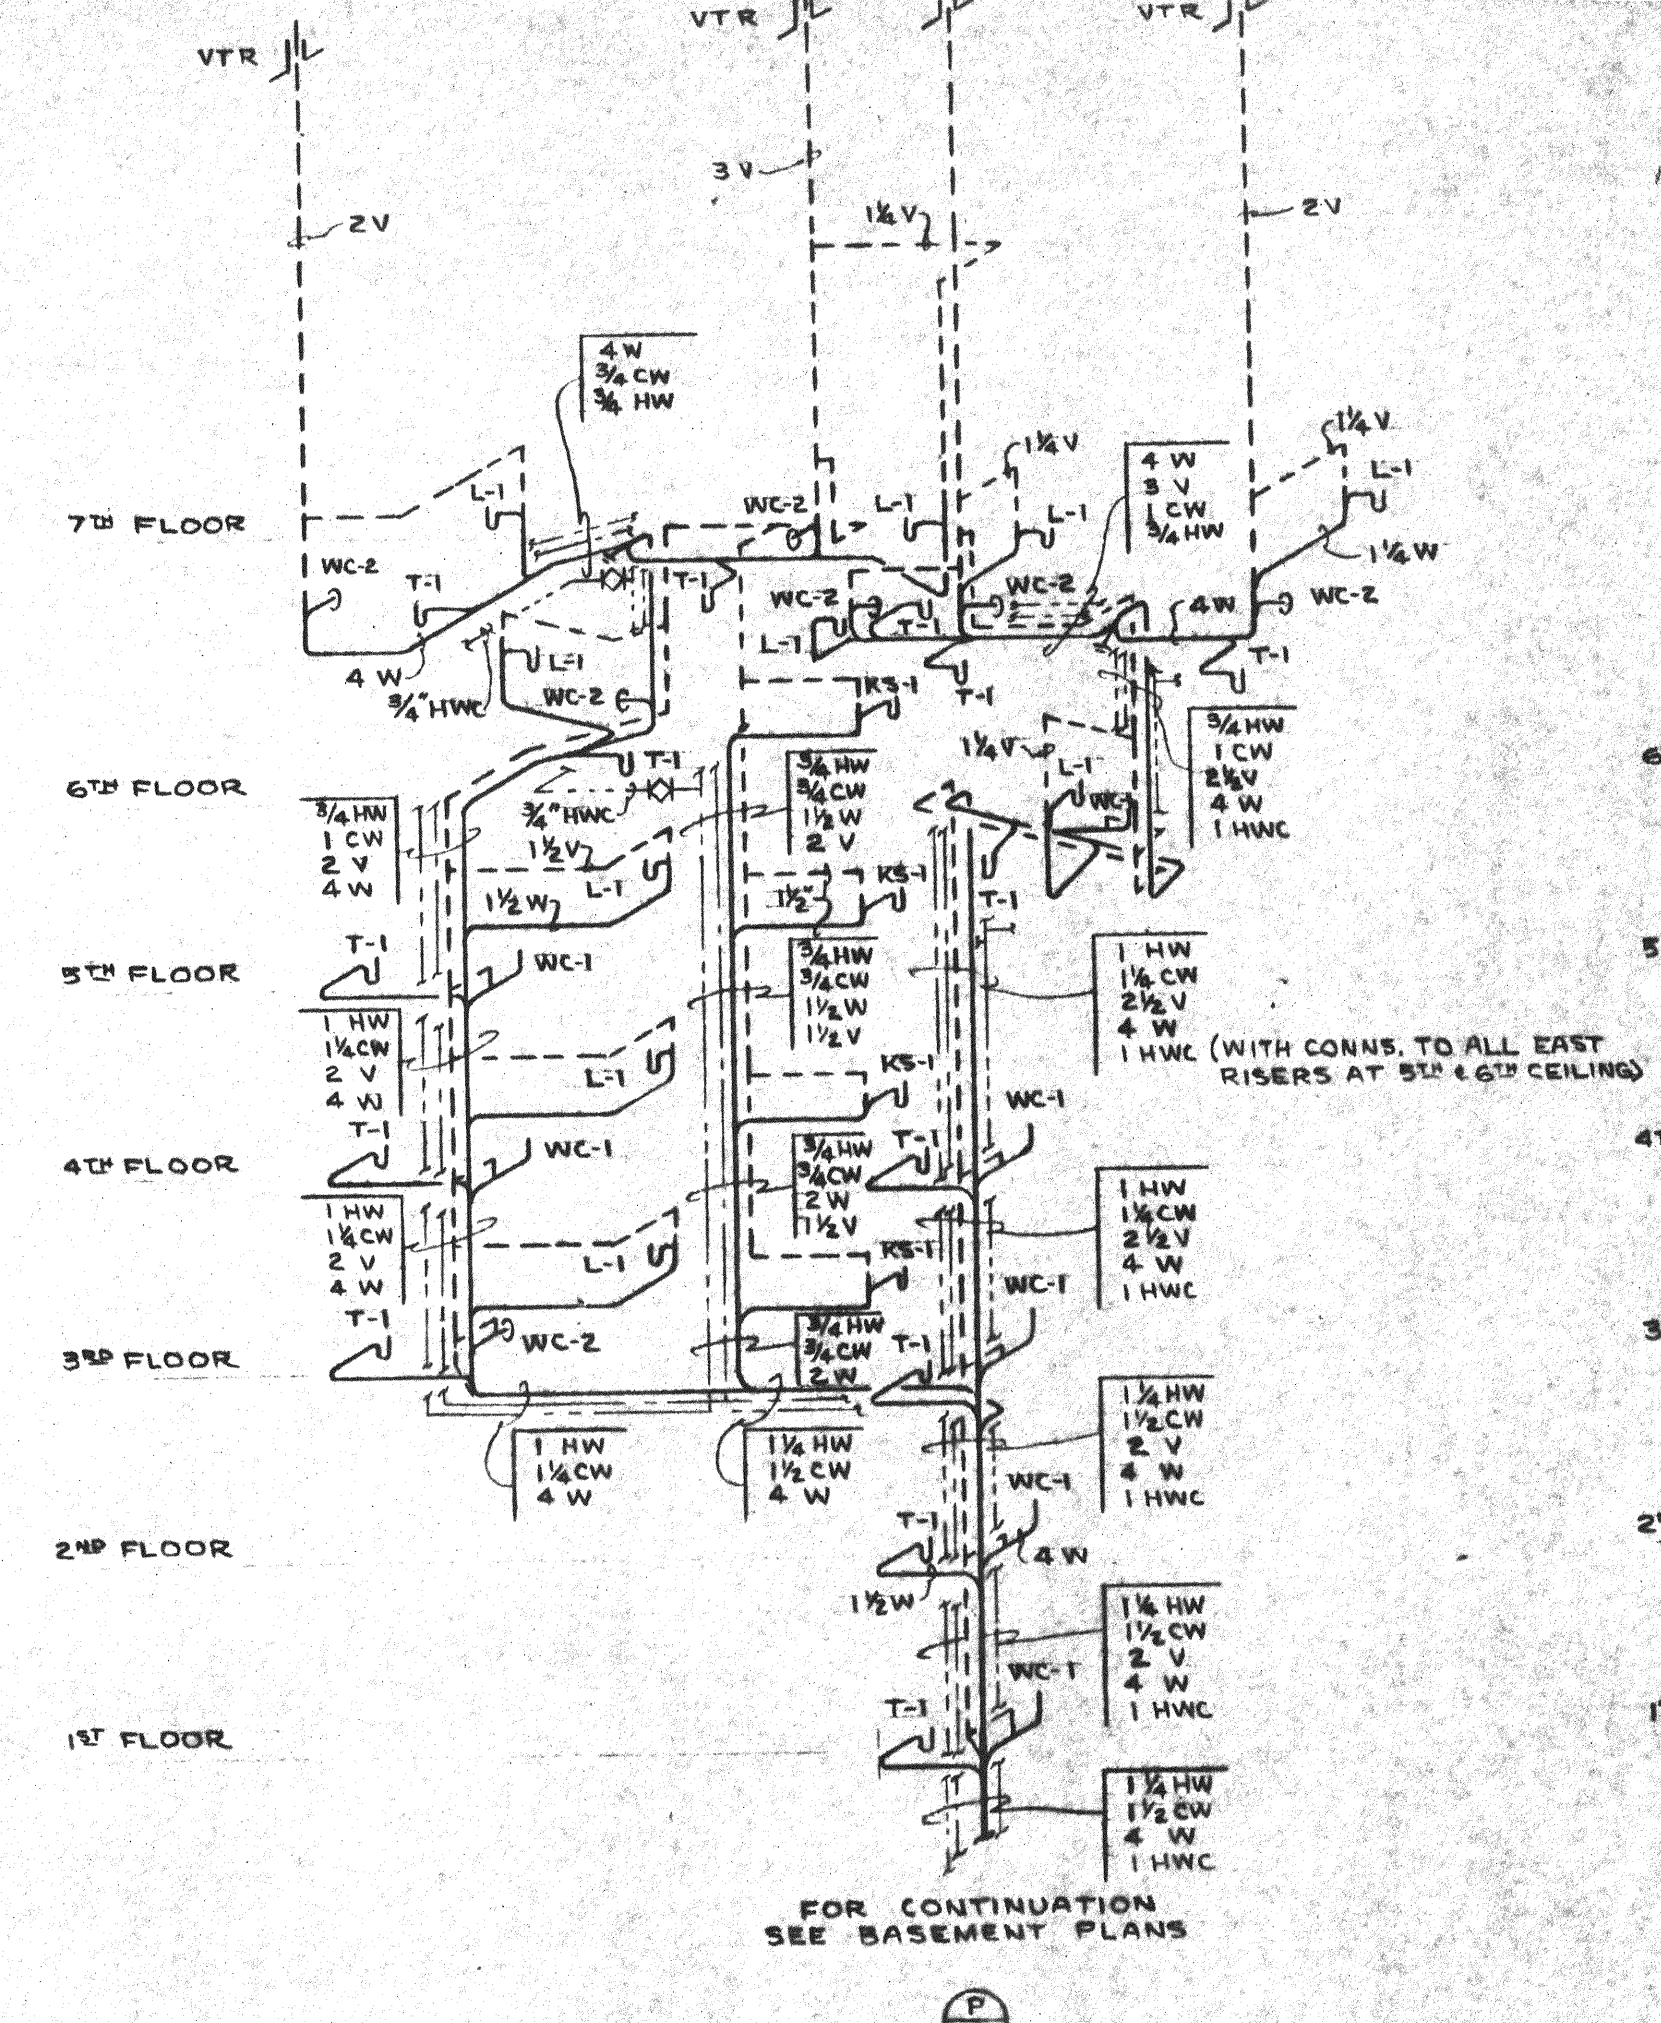 VTR
VTR
VTR
3 V
2 V
1¼ V
2 V
4 W
¾ CW
¾ HW
1¼ V
1¼ V
4 W
3 V
1 CW
¾ HW
L-1
WC-2
L-1
L-1
L-1
7TH FLOOR
1¼ W
WC-2
T-1
T-1
WC-2
WC-2
4 W
WC-2
L-1
T-1
L-1
T-1
4 W
¾" HWC
WC-2
KS-1
T-1
¾ HW
1 CW
2½ V
4 W
1 HWC
1¼ V
T-1
L-1
6TH FLOOR
¾ HW
¾ CW
1½ W
2 V
¾" HWC
WC-1
¾ HW
1 CW
2 V
4 W
1½ V
L-1
1½ W
1½"
KS-1
T-1
T-1
WC-1
5TH FLOOR
¾ HW
¾ CW
1½ W
1½ V
1 HW
1¼ CW
2½ V
4 W
1 HWC (WITH CONNS. TO ALL EAST
RISERS AT 5TH & 6TH CEILING)
5
1 HW
1¼ CW
2 V
4 W
L-1
KS-1
WC-1
T-1
WC-1
T-1
4TH FLOOR
4T
¾ HW
¾ CW
2 W
1½ V
1 HW
1¼ CW
2½ V
4 W
1 HWC
1 HW
1¼ CW
2 V
4 W
L-1
KS-1
WC-1
T-1
WC-2
T-1
3RD FLOOR
3
¾ HW
¾ CW
2 W
1¼ HW
1½ CW
2 V
4 W
1 HWC
1 HW
1¼ CW
4 W
1¼ HW
1½ CW
4 W
WC-1
T-1
2ND FLOOR
4 W
1½ W
1¼ HW
1½ CW
2 V
4 W
1 HWC
WC-1
T-1
1ST FLOOR
1¼ HW
1½ CW
4 W
1 HWC
FOR CONTINUATION
SEE BASEMENT PLANS
P